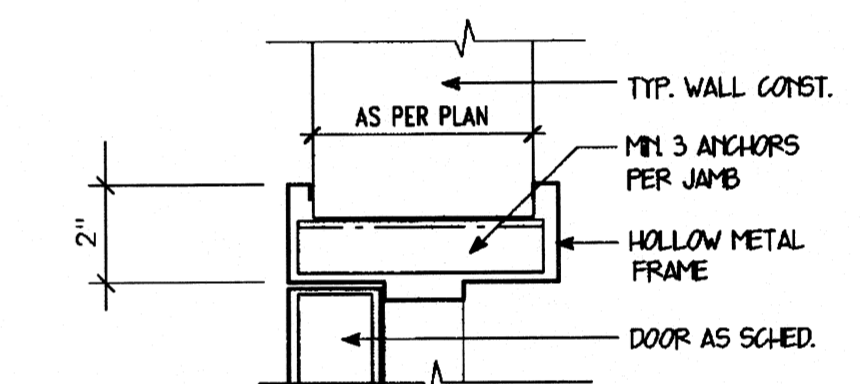 TYP. WALL CONST.
AS PER PLAN
MIN. 3 ANCHORS
PER JAMB
2"
HOLLOW METAL
FRAME
DOOR AS SCHED.